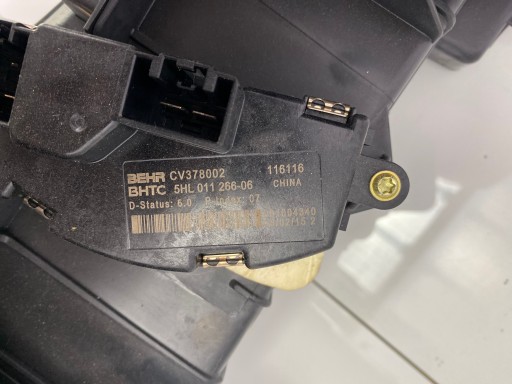 BEHR CV378002 116116
BHTC 5HL 011 266-06 CHINA
D-Status: 6.0